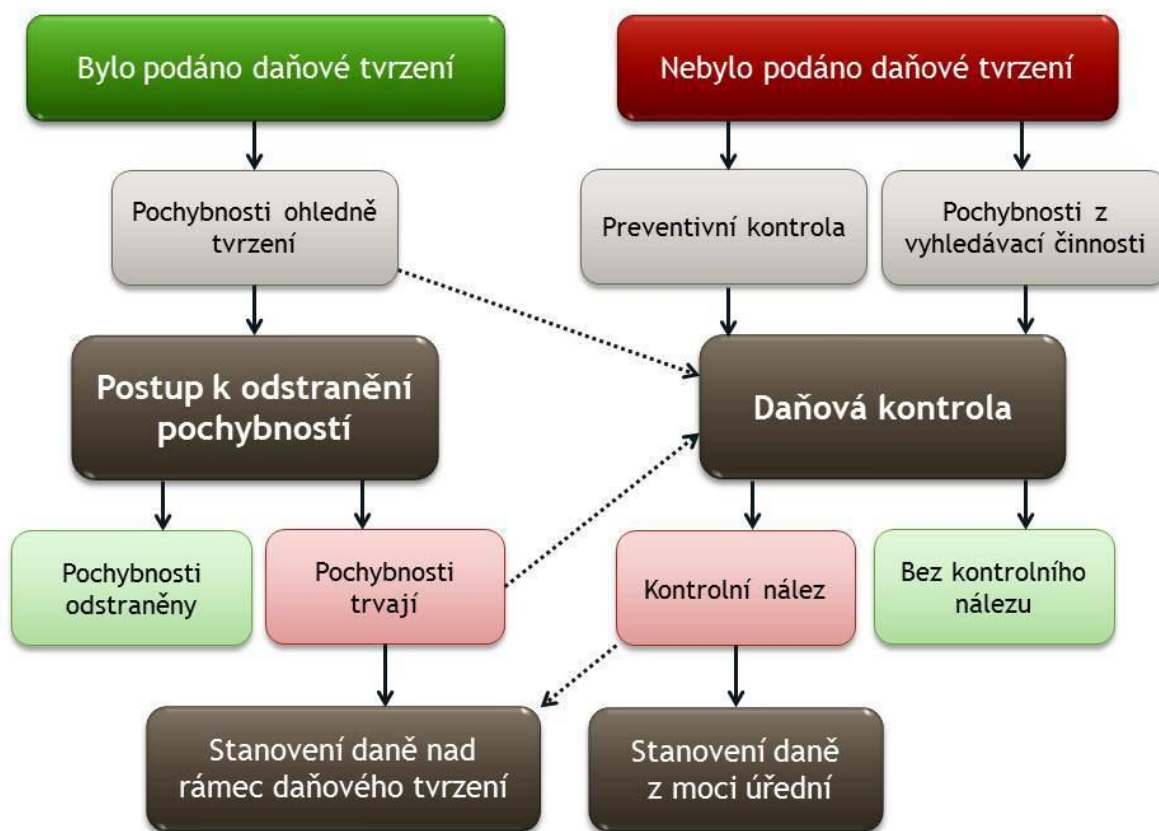 Bylo podáno daňové tvrzení
Nebylo podáno daňové tvrzení
Pochybnosti ohledně
tvrzení
Preventivní kontrola
Pochybnosti z
vyhledávací činnosti
Postup k odstranění
pochybností
Daňová kontrola
Pochybnosti
odstraněny
Pochybnosti
trvají
Kontrolní nález
Bez kontrolního
nálezu
Stanovení daně nad
rámec daňového tvrzení
Stanovení daně
z moci úřední